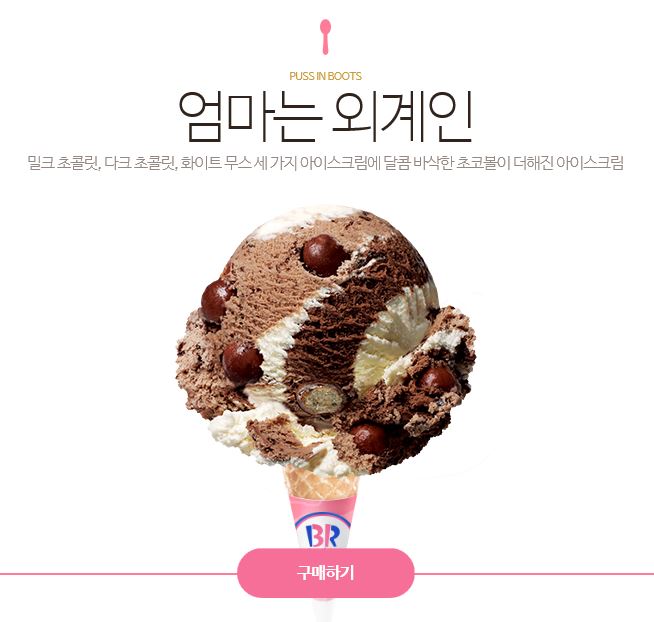 PUSS IN BOOTS
엄마는 외계인
밀크 초콜릿, 다크 초콜릿, 화이트 무스 세 가지 아이스크림에 달콤 바삭한 초코볼이 더해진 아이스크림
BR
구매하기